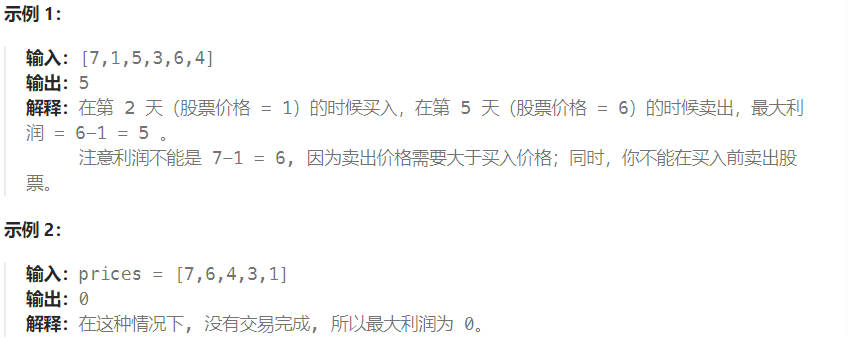 示例 1：
输入：[7,1,5,3,6,4]
输出：5
解释：在第 2 天（股票价格 = 1）的时候买入，在第 5 天（股票价格 = 6）的时候卖出，最大利
润 = 6-1 = 5 。
注意利润不能是 7-1 = 6, 因为卖出价格需要大于买入价格；同时，你不能在买入前卖出股
票。
示例 2：
输入：prices = [7,6,4,3,1]
输出：0
解释：在这种情况下, 没有交易完成, 所以最大利润为 0。